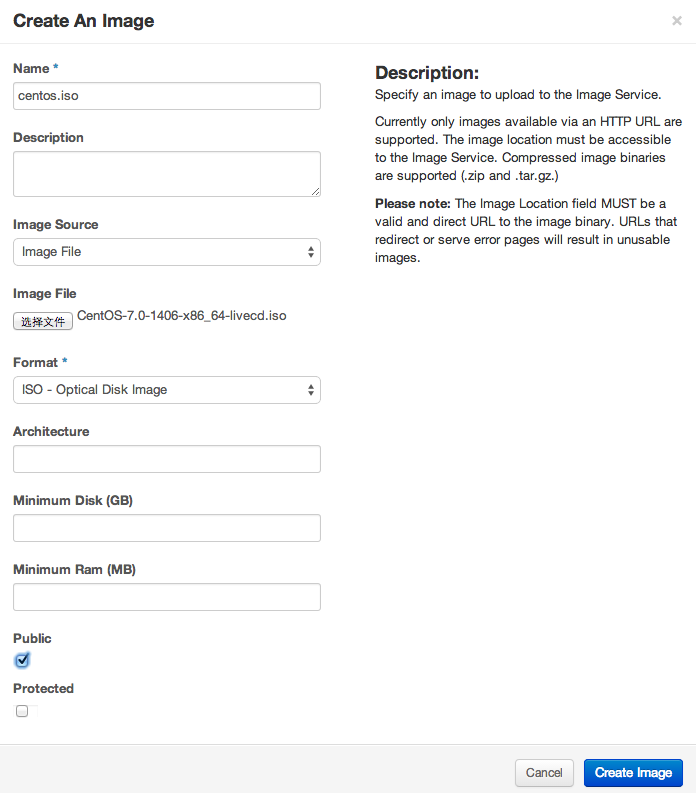 Create An Image ×
Name *
centos.iso
Description
Image Source
Image File
Image File
选择文件 CentOS-7.0-1406-x86_64-livecd.iso
Format *
ISO - Optical Disk Image
Architecture
Minimum Disk (GB)
Minimum Ram (MB)
Public
Protected
Description:
Specify an image to upload to the Image Service.
Currently only images available via an HTTP URL are
supported. The image location must be accessible
to the Image Service. Compressed image binaries
are supported (.zip and .tar.gz.)
Please note: The Image Location field MUST be a
valid and direct URL to the image binary. URLs that
redirect or serve error pages will result in unusable
images.
Cancel Create Image